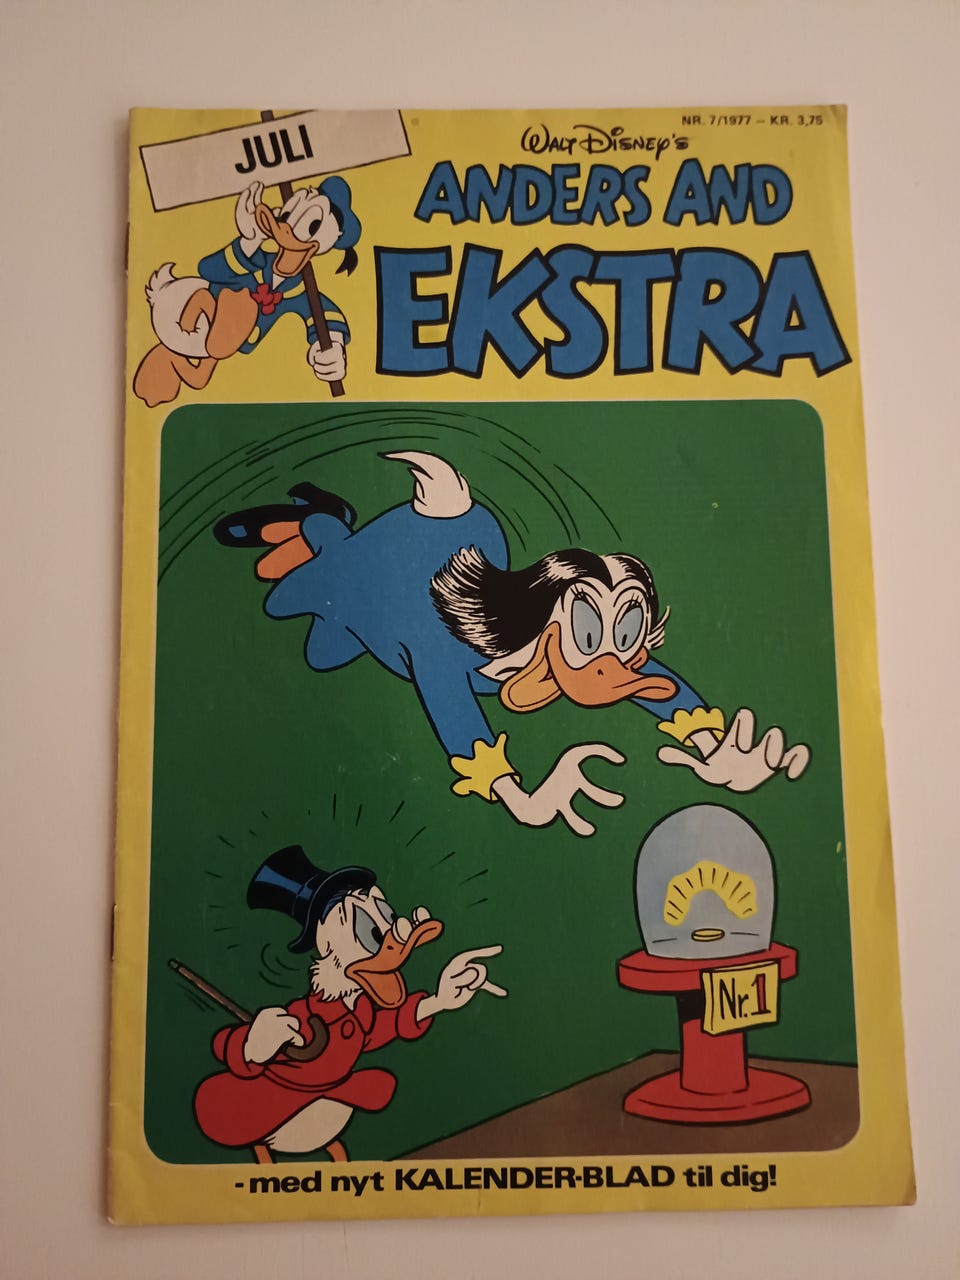 JULI
NR. 7/1977 – KR. 3,75
Walt Disney's
ANDERS AND
EKSTRA
Nr.1
- med nyt KALENDER-BLAD til dig!